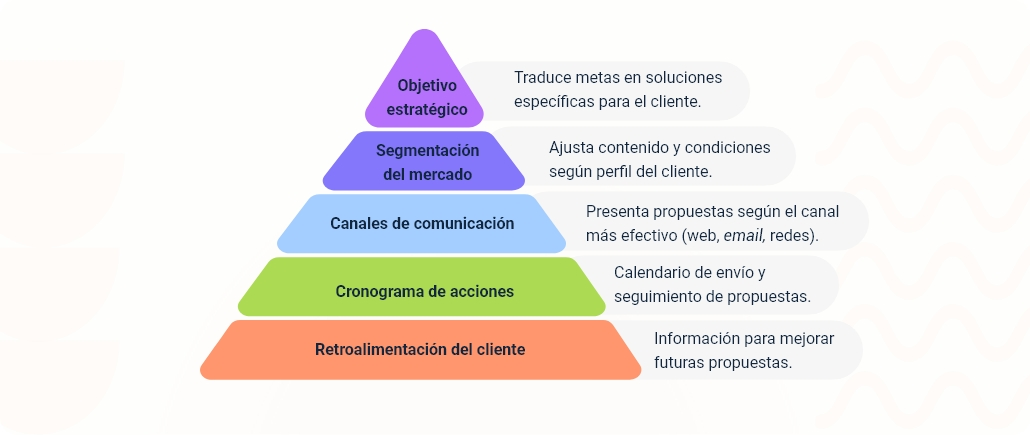 Objetivo
estratégico
Traduce metas en soluciones
específicas para el cliente.
Segmentación
del mercado
Ajusta contenido y condiciones
según perfil del cliente.
Canales de comunicación
Presenta propuestas según el canal
más efectivo (web, email, redes).
Cronograma de acciones
Calendario de envío y
seguimiento de propuestas.
Retroalimentación del cliente
Información para mejorar
futuras propuestas.